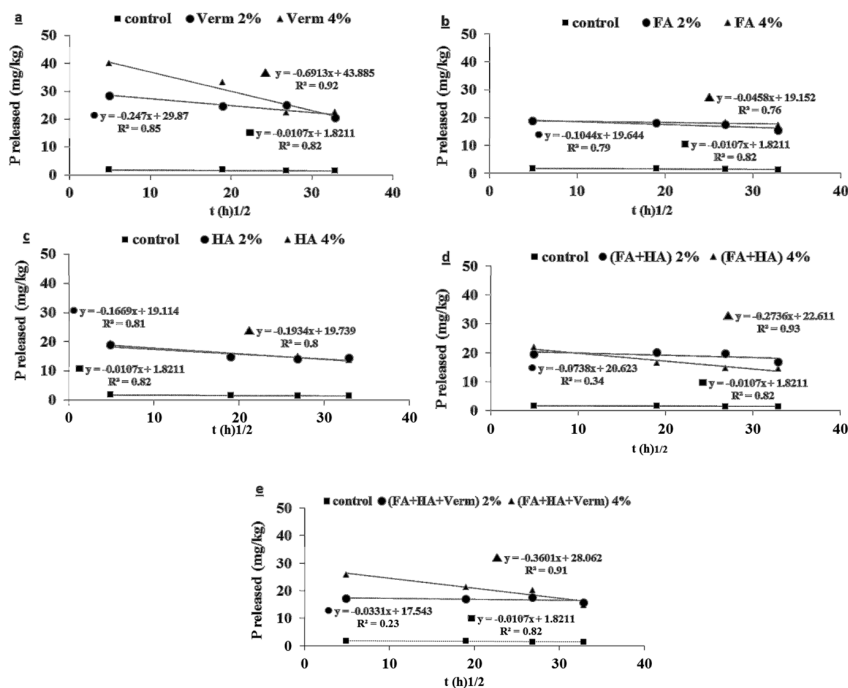 a
■ control ● Verm 2% ▲ Verm 4%
P released (mg/kg)
50
40
30
20
10
0
▲ y = -0.6913x + 43.885
R² = 0.92
● y = -0.247x + 29.87
R² = 0.85
■ y = -0.0107x + 1.8211
R² = 0.82
0 10 20 30 40
t (h)1/2
b
■ control ● FA 2% ▲ FA 4%
P released (mg/kg)
50
40
30
20
10
0
▲ y = -0.0458x + 19.152
R² = 0.76
● y = -0.1044x + 19.644
R² = 0.79
■ y = -0.0107x + 1.8211
R² = 0.82
0 10 20 30 40
t (h)1/2
c
■ control ● HA 2% ▲ HA 4%
P released (mg/kg)
50
40
30
20
10
0
● y = -0.1669x + 19.114
R² = 0.81
▲ y = -0.1934x + 19.739
R² = 0.8
■ y = -0.0107x + 1.8211
R² = 0.82
0 10 20 30 40
t (h)1/2
d
■ control ● (FA+HA) 2% ▲ (FA+HA) 4%
P released (mg/kg)
50
40
30
20
10
0
▲ y = -0.2736x + 22.611
R² = 0.93
● y = -0.0738x + 20.623
R² = 0.34
■ y = -0.0107x + 1.8211
R² = 0.82
0 10 20 30 40
t (h)1/2
e
■ control ● (FA+HA+Verm) 2% ▲ (FA+HA+Verm) 4%
P released (mg/kg)
50
40
30
20
10
0
▲ y = -0.3601x + 28.062
R² = 0.91
● y = -0.0331x + 17.543
R² = 0.23
■ y = -0.0107x + 1.8211
R² = 0.82
0 10 20 30 40
t (h)1/2